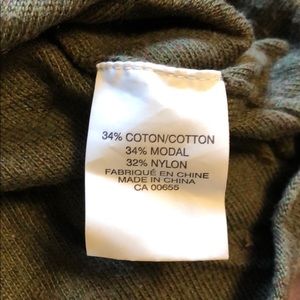 34% COTON/COTTON
34% MODAL
32% NYLON
FABRIQUÉ EN CHINE
MADE IN CHINA
CA 00655